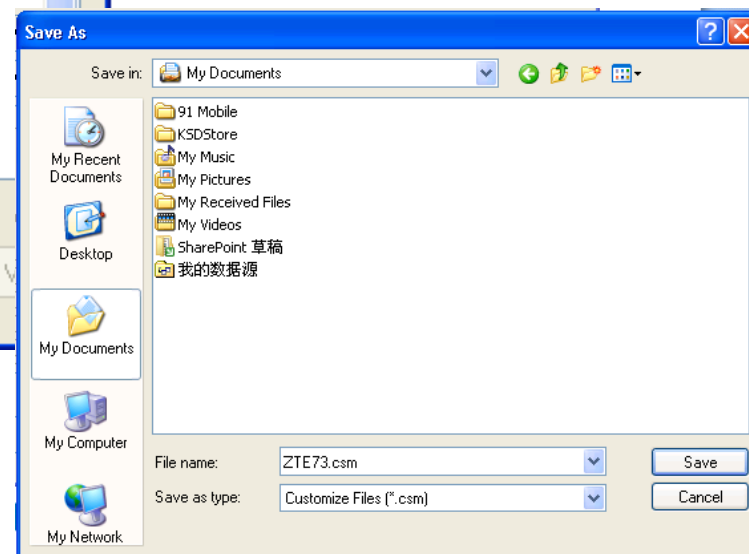 Save As
Save in:
My Documents
91 Mobile
KSDStore
My Music
My Pictures
My Received Files
My Videos
SharePoint 草稿
我的数据源
My Recent
Documents
Desktop
My Documents
My Computer
My Network
File name:
ZTE73.csm
Save
Save as type:
Customize Files (*.csm)
Cancel